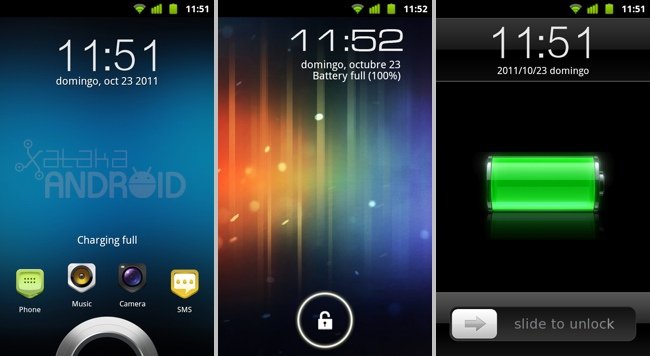 11:51
11:51
domingo, oct 23 2011
xataka
ANDROID
Charging full
Phone
Music
Camera
SMS
11:52
11:52
domingo, octubre 23
Battery full (100%)
11:51
11:51
2011/10/23 domingo
slide to unlock